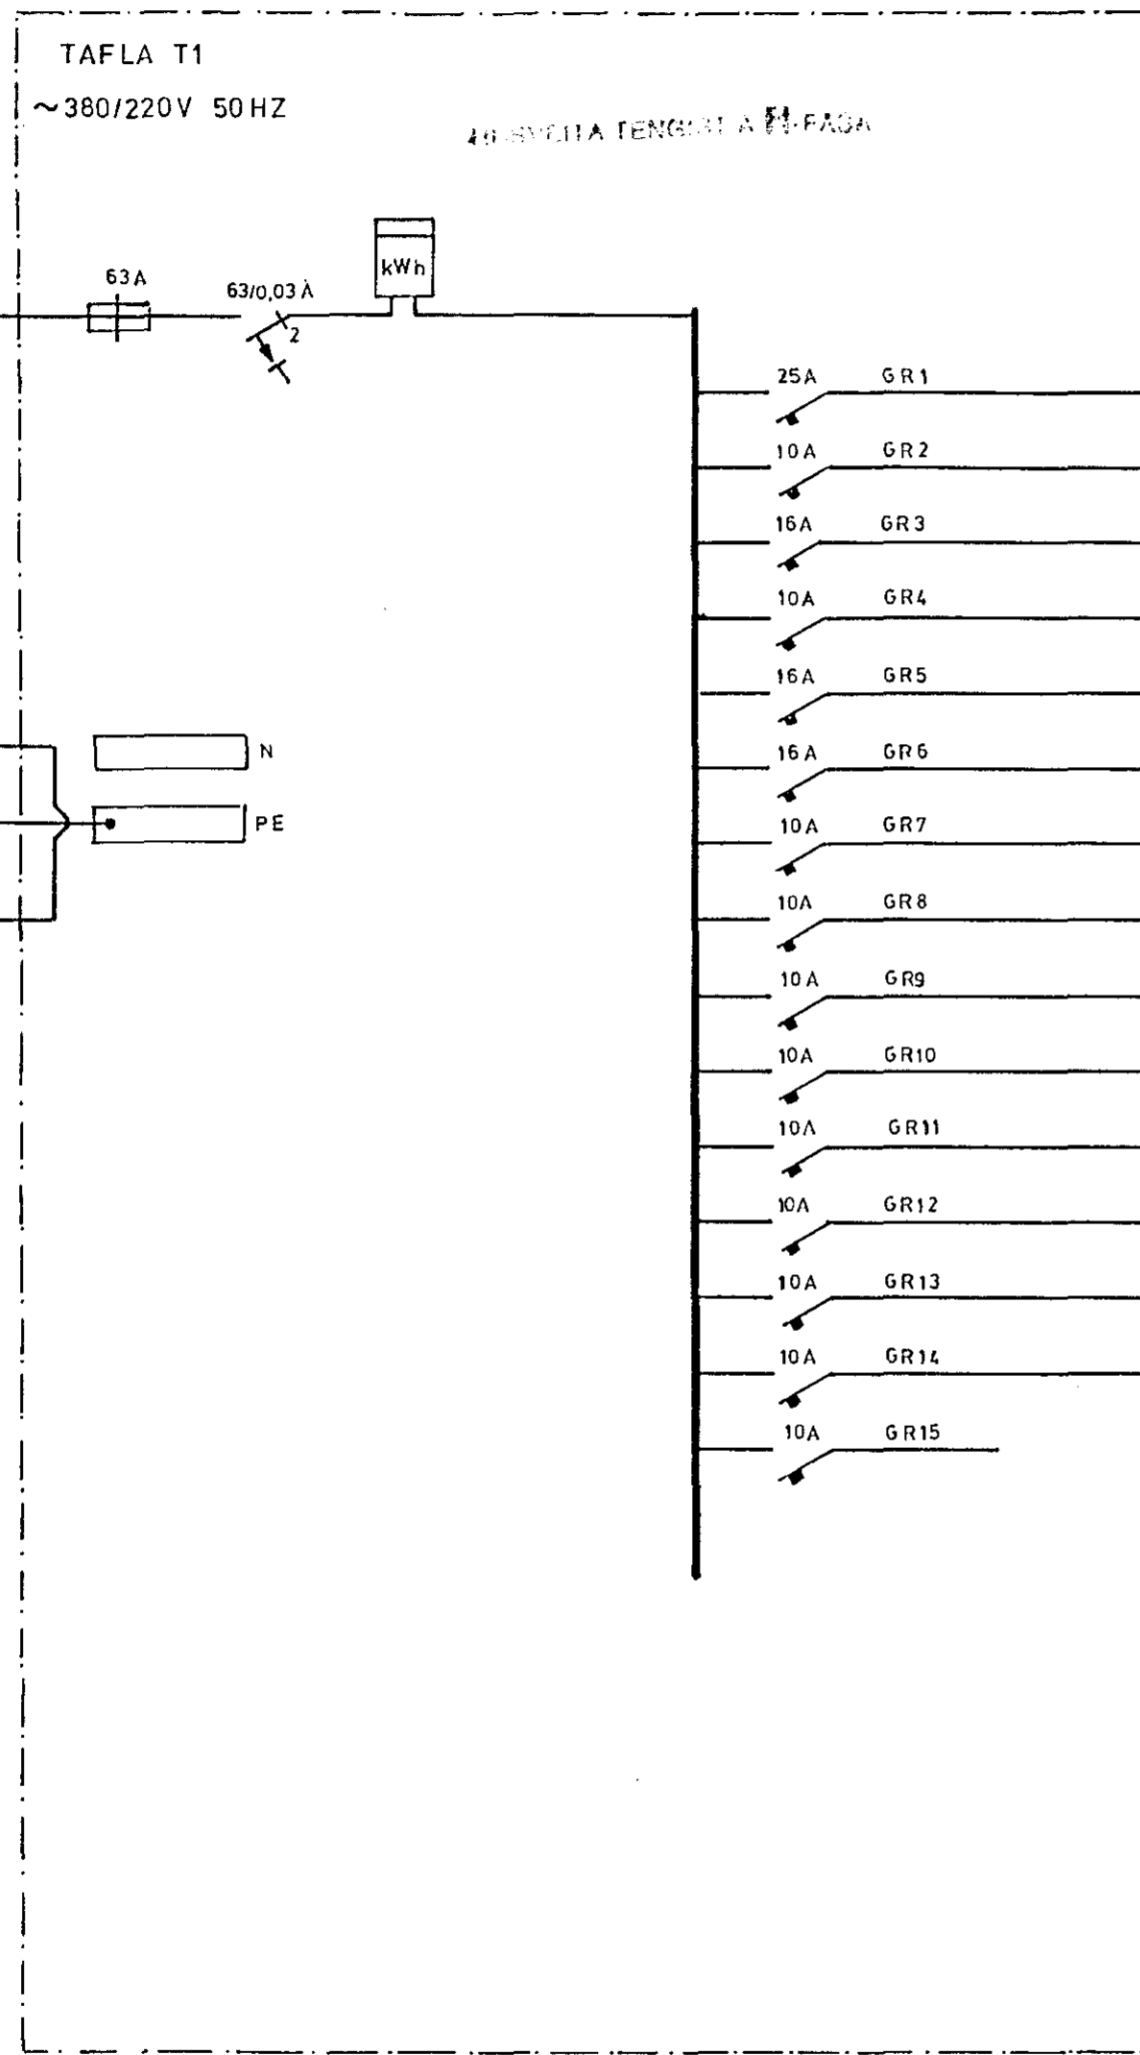 TAFLA T1
~380/220V 50HZ
TENGIST A
kWh
63A
63/0,03 A
2
25A GR1
10A GR2
16A GR3
10A GR4
16A GR5
16A GR6
N
PE
10A GR7
10A GR8
10A GR9
10A GR10
10A GR11
10A GR12
10A GR13
10A GR14
10A GR15